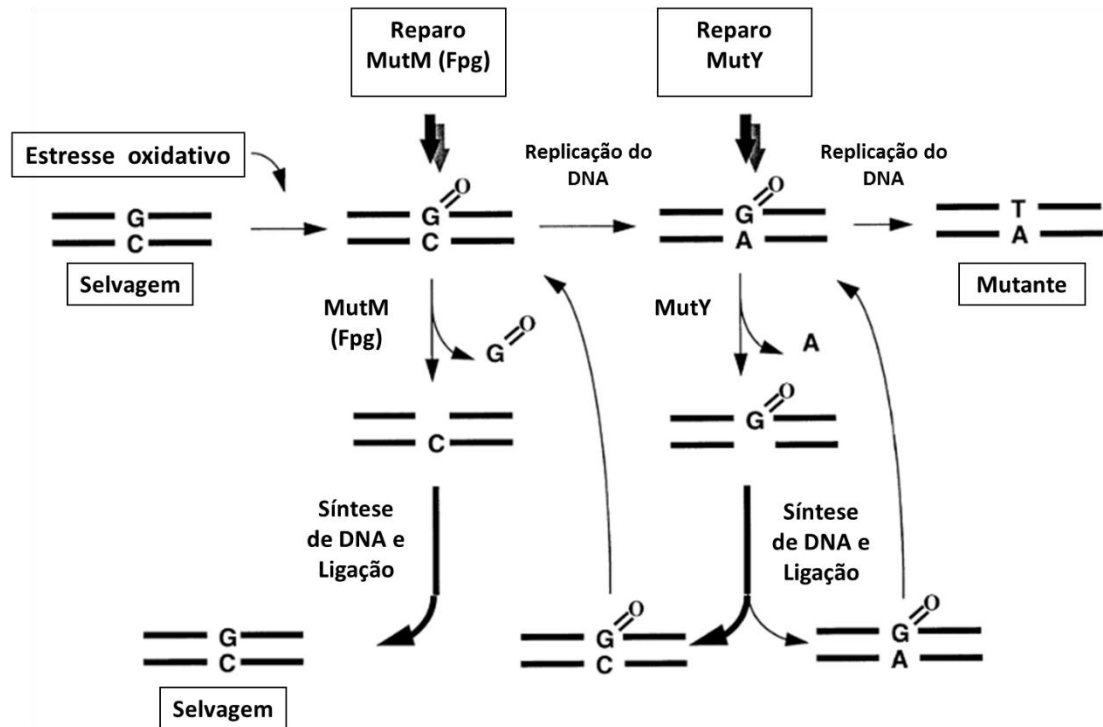 Reparo
MutM (Fpg)
Reparo
MutY
Estresse oxidativo
Replicação do
DNA
Replicação do
DNA
G
C
Selvagem
G=O
C
G=O
A
T
A
Mutante
MutM
(Fpg)
G=O
MutY
A
C
G=O
Síntese
de DNA e
Ligação
Síntese
de DNA e
Ligação
G
C
Selvagem
G=O
C
G=O
A